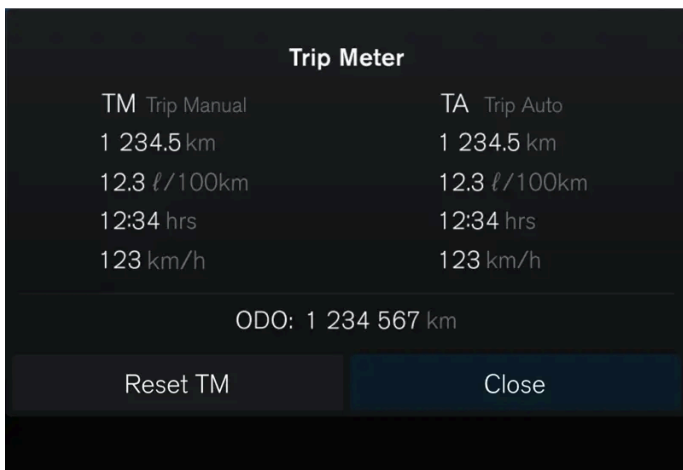 Trip Meter
TM Trip Manual TA Trip Auto
1 234.5 km 1 234.5 km
12.3 ℓ/100km 12.3 ℓ/100km
12:34 hrs 12:34 hrs
123 km/h 123 km/h
ODO: 1 234 567 km
Reset TM Close